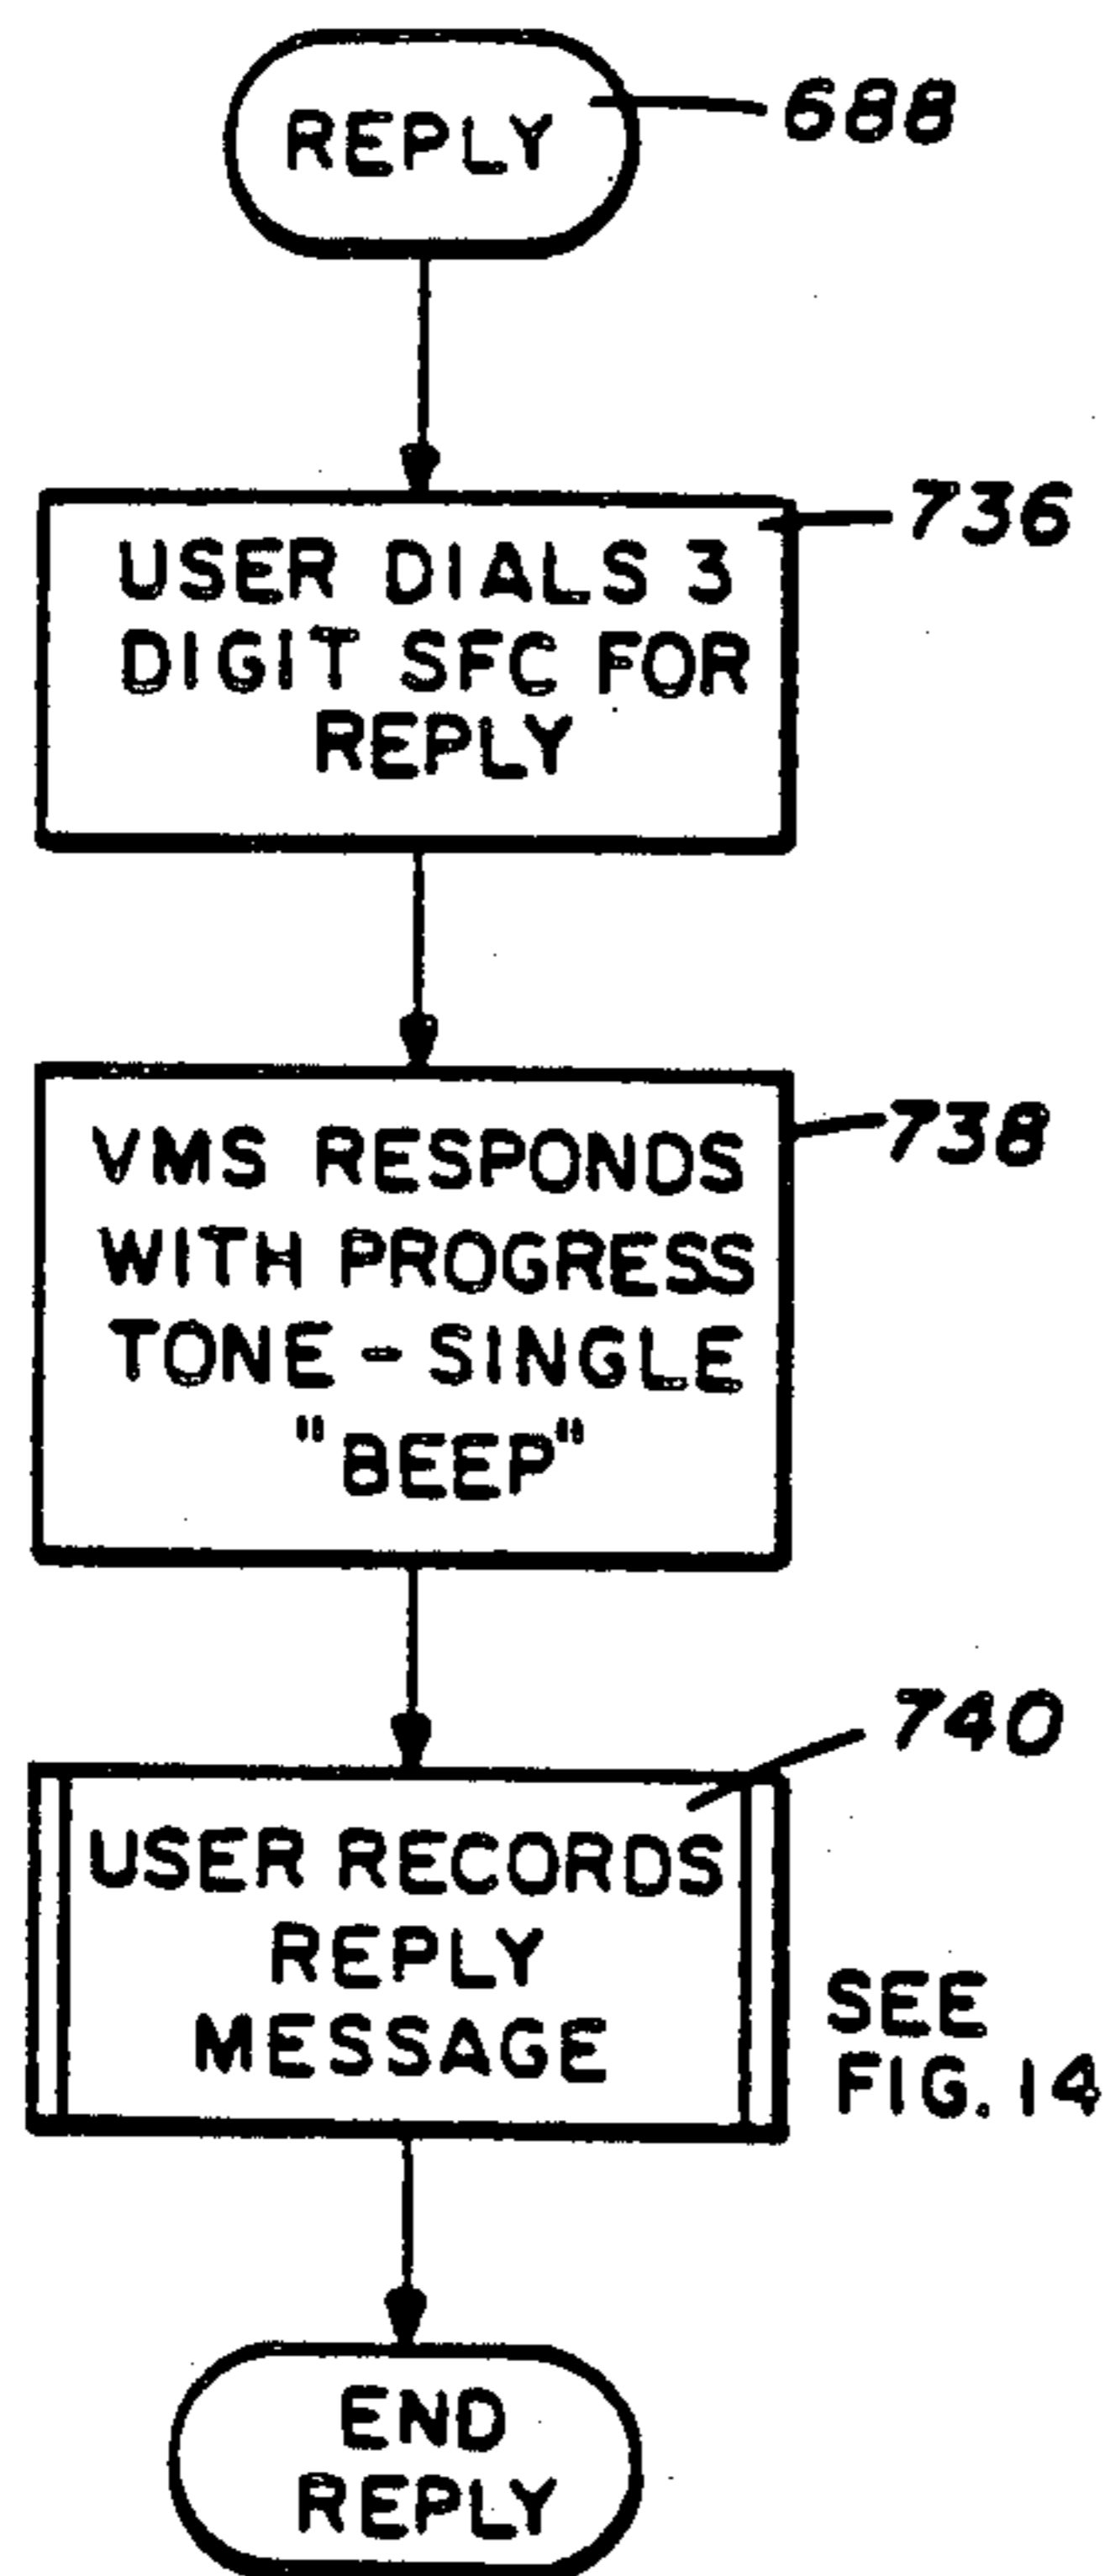 REPLY
688
USER DIALS 3
DIGIT SFC FOR
REPLY
736
VMS RESPONDS
WITH PROGRESS
TONE - SINGLE
"BEEP"
738
USER RECORDS
REPLY
MESSAGE
740
SEE
FIG. 14
END
REPLY